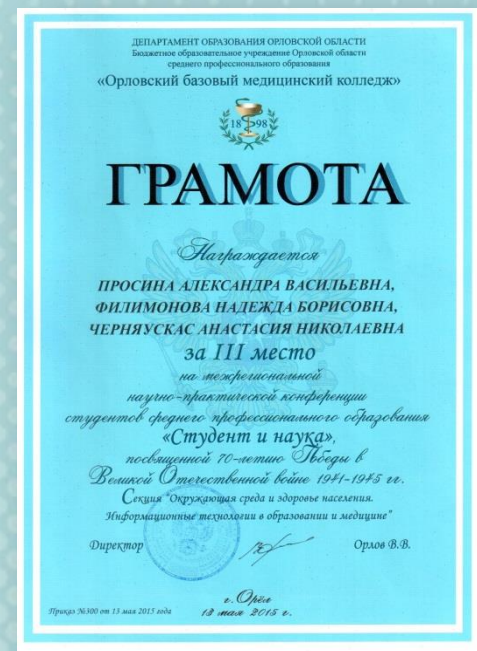 ДЕПАРТАМЕНТ ОБРАЗОВАНИЯ ОРЛОВСКОЙ ОБЛАСТИ
Бюджетное образовательное учреждение Орловской области
среднего профессионального образования
«Орловский базовый медицинский колледж»
18 98
ГРАМОТА
Награждается
ПРОСИНА АЛЕКСАНДРА ВАСИЛЬЕВНА,
ФИЛИМОНОВА НАДЕЖДА БОРИСОВНА,
ЧЕРНЯУСКАС АНАСТАСИЯ НИКОЛАЕВНА
за III место
на межрегиональной
научно-практической конференции
студентов среднего профессионального образования
«Студент и наука»,
посвященной 70-летию Победы в
Великой Отечественной войне 1941-1945 гг.
Секция "Окружающая среда и здоровье населения.
Информационные технологии в образовании и медицине"
Директор Орлов В.В.
г. Орёл
Приказ №300 от 13 мая 2015 года 13 мая 2015 г.